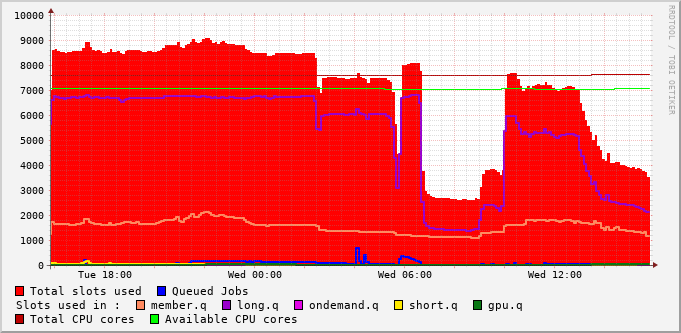 10000
9000
8000
7000
6000
5000
4000
3000
2000
1000
0
Tue 18:00 Wed 00:00 Wed 06:00 Wed 12:00
RRDTOOL / TOBI OETIKER
Total slots used Queued Jobs
Slots used in : member.q long.q ondemand.q short.q gpu.q
Total CPU cores Available CPU cores